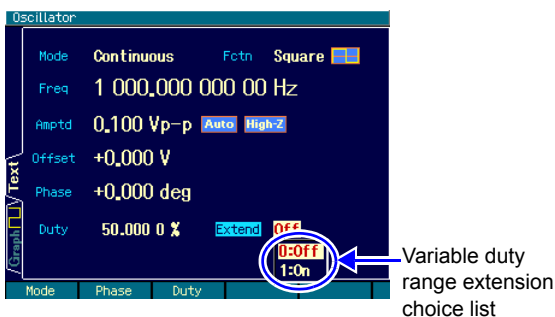 Oscillator
Mode Continuous Fctn Square
Freq 1 000.000 000 00 Hz
Amptd 0.100 Vp-p Auto High-Z
Offset +0.000 V
Phase +0.000 deg
Duty 50.000 0 % Extend Off
0:Off
1:On
Text
Graph
Mode Phase Duty
Variable duty
range extension
choice list